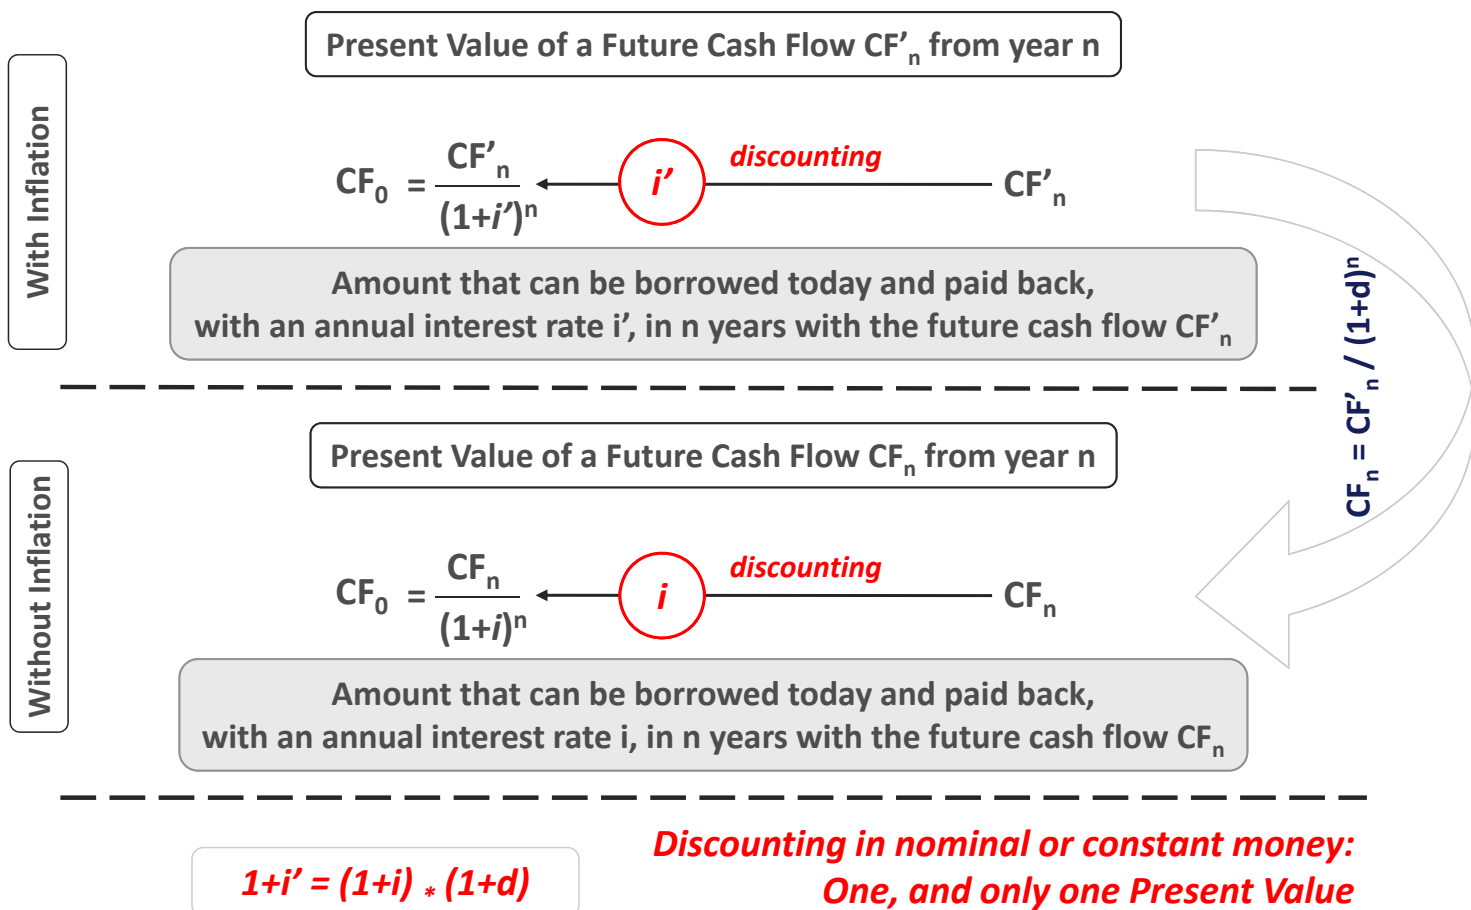 Present Value of a Future Cash Flow CF’n from year n
With Inflation
CF0 = CF’n / (1+i’)^n
i’
discounting
CF’n
Amount that can be borrowed today and paid back,
with an annual interest rate i’, in n years with the future cash flow CF’n
CFn = CF’n / (1+d)^n
Present Value of a Future Cash Flow CFn from year n
Without Inflation
CF0 = CFn / (1+i)^n
i
discounting
CFn
Amount that can be borrowed today and paid back,
with an annual interest rate i, in n years with the future cash flow CFn
1+i’ = (1+i) * (1+d)
Discounting in nominal or constant money:
One, and only one Present Value